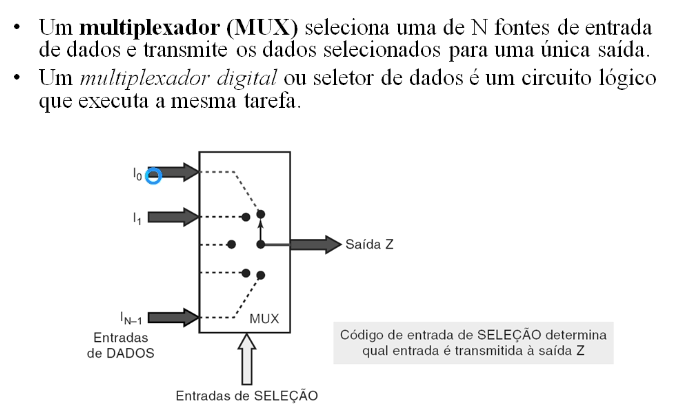 • Um multiplexador (MUX) seleciona uma de N fontes de entrada
de dados e transmite os dados selecionados para uma única saída.
• Um multiplexador digital ou seletor de dados é um circuito lógico
que executa a mesma tarefa.
I0
I1
Saída Z
IN–1
MUX
Entradas
de DADOS
Código de entrada de SELEÇÃO determina
qual entrada é transmitida à saída Z
Entradas de SELEÇÃO